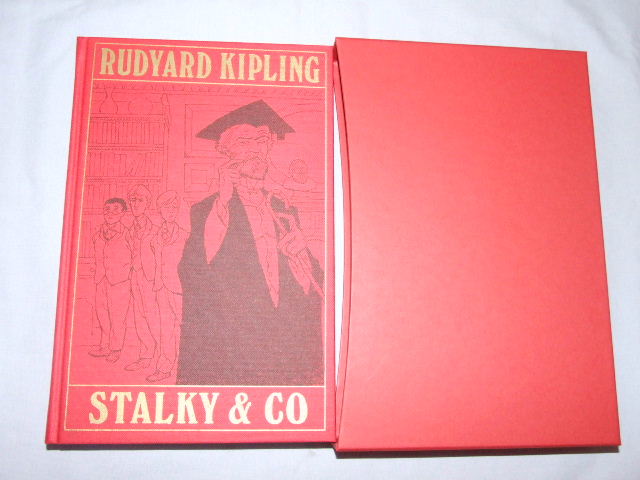 RUDYARD KIPLING
STALKY & CO